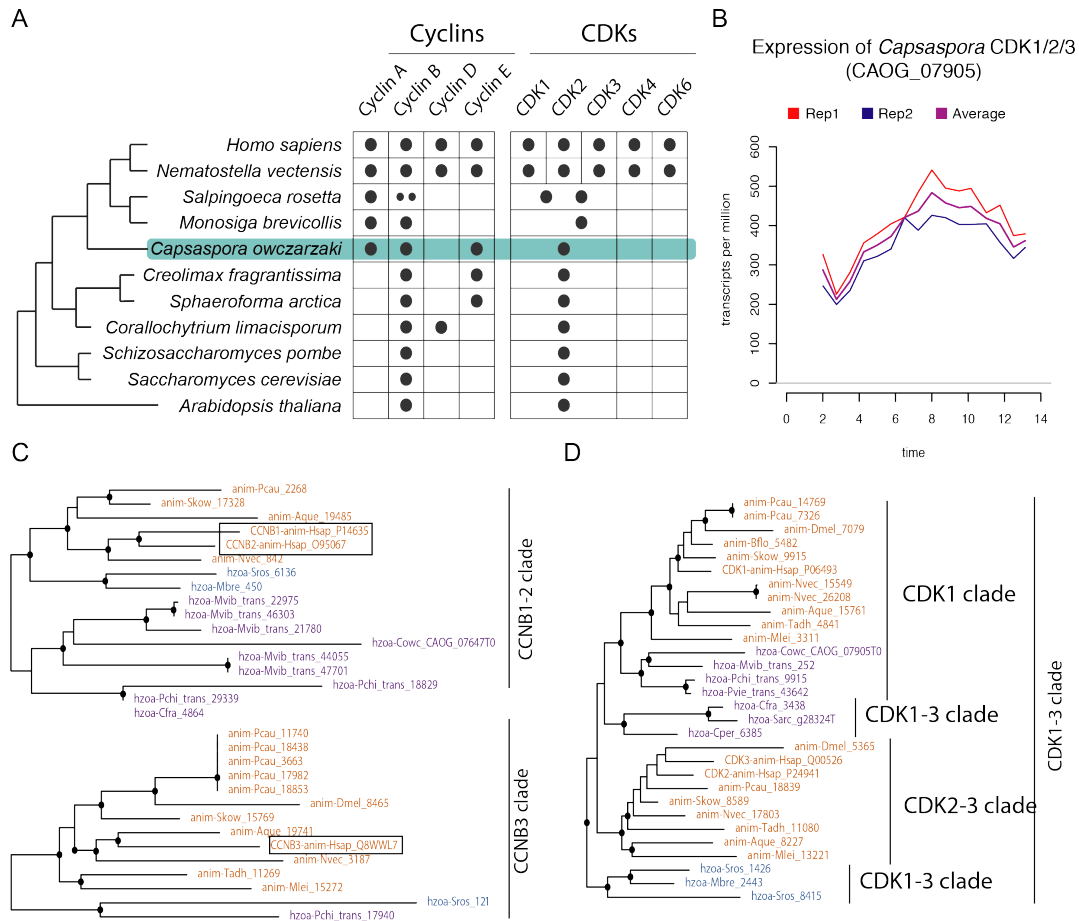 A
Cyclins
CDKs
Cyclin A
Cyclin B
Cyclin D
Cyclin E
CDK1
CDK2
CDK3
CDK4
CDK6
Homo sapiens
Nematostella vectensis
Salpingoeca rosetta
Monosiga brevicollis
Capsaspora owczarzaki
Creolimax fragrantissima
Sphaeroforma arctica
Corallochytrium limacisporum
Schizosaccharomyces pombe
Saccharomyces cerevisiae
Arabidopsis thaliana
B
Expression of Capsaspora CDK1/2/3
(CAOG_07905)
Rep1 Rep2 Average
transcripts per million
600
500
400
300
200
100
0
0 2 4 6 8 10 12 14
time
C
anim-Pcau_2268
anim-Skow_17328
anim-Aque_19485
CCNB1-anim-Hsap_P14635
CCNB2-anim-Hsap_O95067
anim-Nvec_842
hzoa-Sros_6136
hzoa-Mbre_450
hzoa-Mvib_trans_22975
hzoa-Mvib_trans_46303
hzoa-Mvib_trans_21780
hzoa-Cowc_CAOG_07647T0
hzoa-Mvib_trans_44055
hzoa-Mvib_trans_47701
hzoa-Pchi_trans_18829
hzoa-Pchi_trans_29339
hzoa-Cfra_4864
CCNB1-2 clade
anim-Pcau_11740
anim-Pcau_18438
anim-Pcau_3663
anim-Pcau_17982
anim-Pcau_18853
anim-Dmel_8465
anim-Skow_15769
anim-Aque_19741
CCNB3-anim-Hsap_Q8WWL7
anim-Nvec_3187
anim-Tadh_11269
anim-Mlei_15272
hzoa-Sros_121
hzoa-Pchi_trans_17940
CCNB3 clade
D
anim-Pcau_14769
anim-Pcau_7326
anim-Dmel_7079
anim-Bflo_5482
anim-Skow_9915
CDK1-anim-Hsap_P06493
anim-Nvec_15549
anim-Nvec_26208
anim-Aque_15761
anim-Tadh_4841
anim-Mlei_3311
hzoa-Cowc_CAOG_07905T0
hzoa-Mvib_trans_252
hzoa-Pchi_trans_9915
hzoa-Pvie_trans_43642
CDK1 clade
hzoa-Cfra_3438
hzoa-Sarc_g28324T
hzoa-Cper_6385
CDK1-3 clade
anim-Dmel_5365
CDK3-anim-Hsap_Q00526
CDK2-anim-Hsap_P24941
anim-Pcau_18839
anim-Skow_8589
anim-Nvec_17803
anim-Tadh_11080
anim-Aque_8227
anim-Mlei_13221
CDK2-3 clade
hzoa-Sros_1426
hzoa-Mbre_2443
hzoa-Sros_8415
CDK1-3 clade
CDK1-3 clade